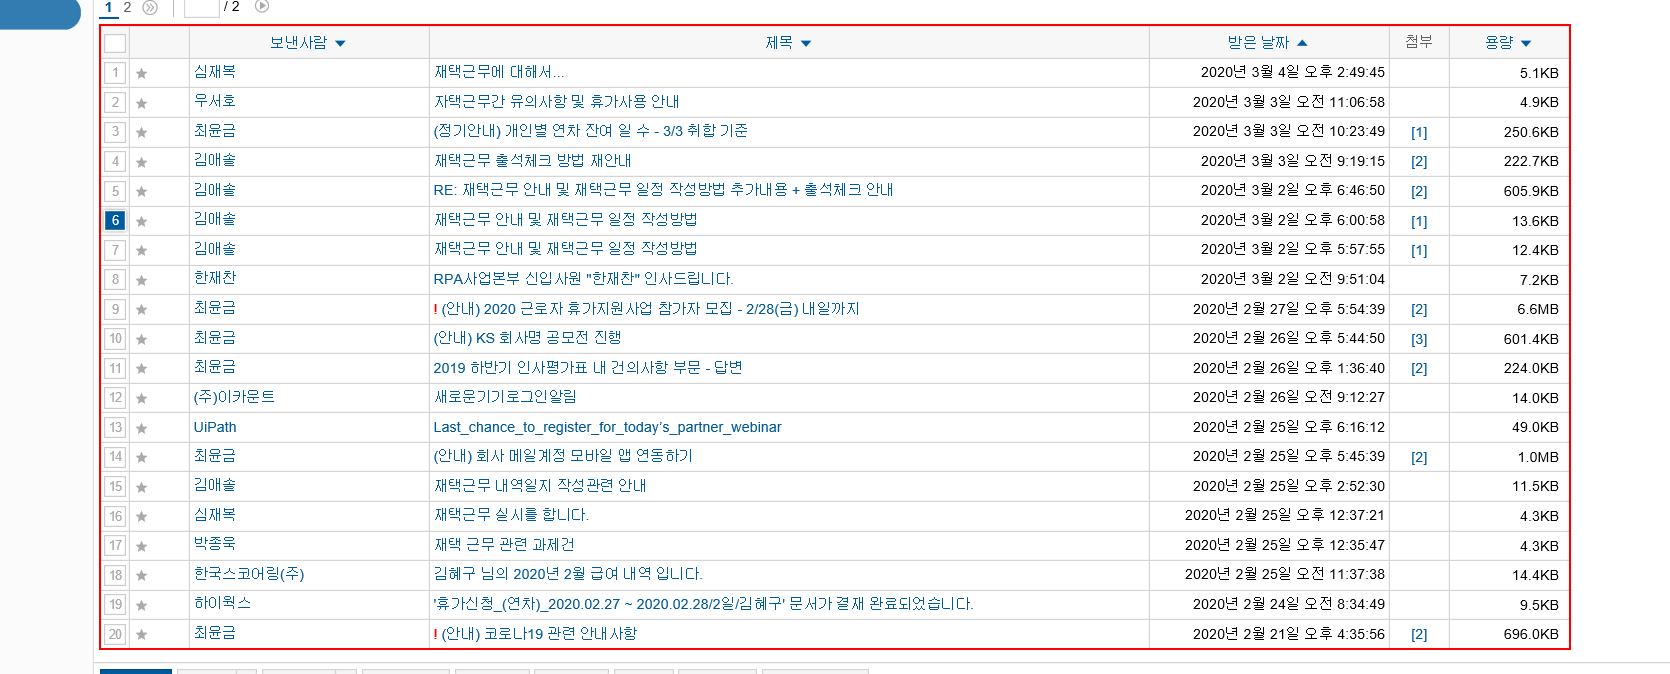 1 2 / 2
보낸사람 제목 받은 날짜 첨부 용량
1 심재복 재택근무에 대해서... 2020년 3월 4일 오후 2:49:45 5.1KB
2 우서호 자택근무간 유의사항 및 휴가사용 안내 2020년 3월 3일 오전 11:06:58 4.9KB
3 최윤금 (정기안내) 개인별 연차 잔여 일 수 - 3/3 취합 기준 2020년 3월 3일 오전 10:23:49 [1] 250.6KB
4 김애솔 재택근무 출석체크 방법 재안내 2020년 3월 3일 오전 9:19:15 [2] 222.7KB
5 김애솔 RE: 재택근무 안내 및 재택근무 일정 작성방법 추가내용 + 출석체크 안내 2020년 3월 2일 오후 6:46:50 [2] 605.9KB
6 김애솔 재택근무 안내 및 재택근무 일정 작성방법 2020년 3월 2일 오후 6:00:58 [1] 13.6KB
7 김애솔 재택근무 안내 및 재택근무 일정 작성방법 2020년 3월 2일 오후 5:57:55 [1] 12.4KB
8 한재찬 RPA사업본부 신입사원 "한재찬" 인사드립니다. 2020년 3월 2일 오전 9:51:04 7.2KB
9 최윤금 ! (안내) 2020 근로자 휴가지원사업 참가자 모집 - 2/28(금) 내일까지 2020년 2월 27일 오후 5:54:39 [2] 6.6MB
10 최윤금 (안내) KS 회사명 공모전 진행 2020년 2월 26일 오후 5:44:50 [3] 601.4KB
11 최윤금 2019 하반기 인사평가표 내 건의사항 부문 - 답변 2020년 2월 26일 오후 1:36:40 [2] 224.0KB
12 (주)이카운트 새로운기기로그인알림 2020년 2월 26일 오전 9:12:27 14.0KB
13 UiPath Last_chance_to_register_for_today's_partner_webinar 2020년 2월 25일 오후 6:16:12 49.0KB
14 최윤금 (안내) 회사 메일계정 모바일 앱 연동하기 2020년 2월 25일 오후 5:45:39 [2] 1.0MB
15 김애솔 재택근무 내역일지 작성관련 안내 2020년 2월 25일 오후 2:52:30 11.5KB
16 심재복 재택근무 실시를 합니다. 2020년 2월 25일 오후 12:37:21 4.3KB
17 박종욱 재택 근무 관련 과제건 2020년 2월 25일 오후 12:35:47 4.3KB
18 한국스코어링(주) 김혜구 님의 2020년 2월 급여 내역 입니다. 2020년 2월 25일 오전 11:37:38 14.4KB
19 하이웍스 '휴가신청_(연차)_2020.02.27 ~ 2020.02.28/2일/김혜구' 문서가 결재 완료되었습니다. 2020년 2월 24일 오전 8:34:49 9.5KB
20 최윤금 ! (안내) 코로나19 관련 안내사항 2020년 2월 21일 오후 4:35:56 [2] 696.0KB